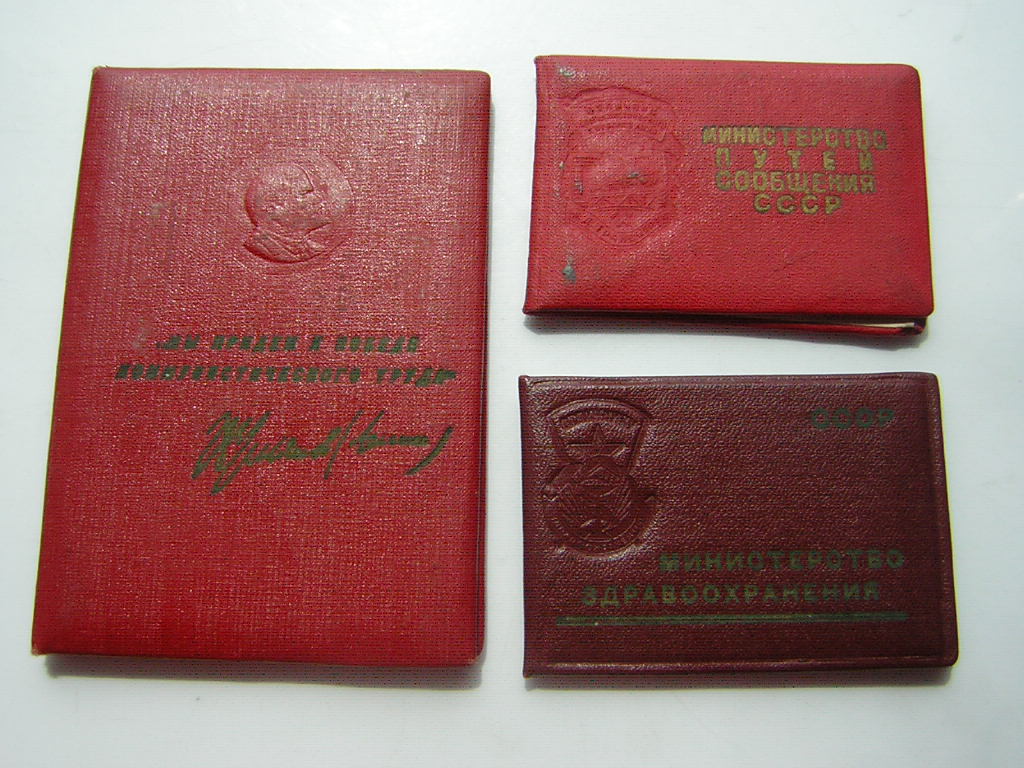 „МЫ ПРИДЕМ К ПОБЕДЕ
КОММУНИСТИЧЕСКОГО ТРУДА!“
МИНИСТЕРСТВО
ПУТЕЙ
СООБЩЕНИЯ
СССР
СССР
МИНИСТЕРСТВО
ЗДРАВООХРАНЕНИЯ